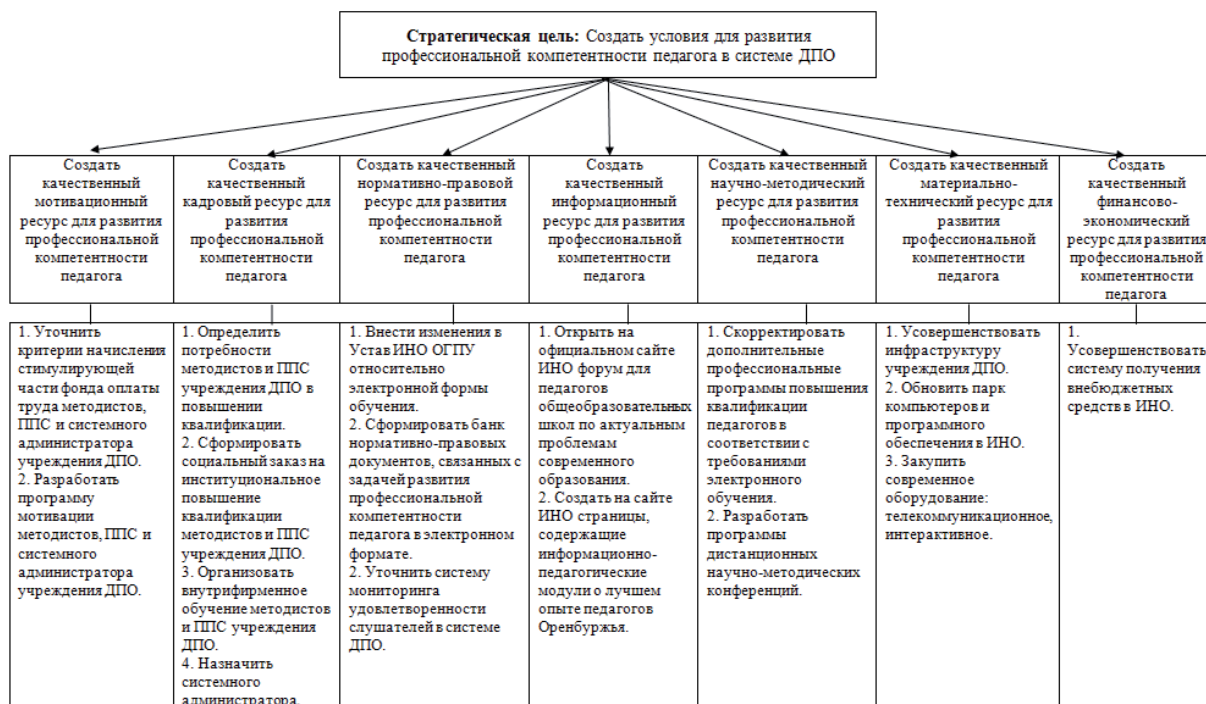 Стратегическая цель: Создать условия для развития
профессиональной компетентности педагога в системе ДПО
Создать
качественный
мотивационный
ресурс для развития
профессиональной
компетентности
педагога
Создать
качественный
кадровый ресурс для
развития
профессиональной
компетентности
педагога
Создать качественный
нормативно-правовой
ресурс для развития
профессиональной
компетентности
педагога
Создать
качественный
информационный
ресурс для развития
профессиональной
компетентности
педагога
Создать качественный
научно-методический
ресурс для развития
профессиональной
компетентности
педагога
Создать качественный
материально-
технический ресурс для
развития
профессиональной
компетентности
педагога
Создать
качественный
финансово-
экономический
ресурс для развития
профессиональной
компетентности
педагога
1. Уточнить
критерии начисления
стимулирующей
части фонда оплаты
труда методистов,
ППС и системного
администратора
учреждения ДПО.
2. Разработать
программу
мотивации
методистов, ППС и
системного
администратора
учреждения ДПО.
1. Определить
потребности
методистов и ППС
учреждения ДПО в
повышении
квалификации.
2. Сформировать
социальный заказ на
институциональное
повышение
квалификации
методистов и ППС
учреждения ДПО.
3. Организовать
внутрифирменное
обучение методистов
и ППС учреждения
ДПО.
4. Назначить
системного
администратора.
1. Внести изменения в
Устав ИНО ОГПУ
относительно
электронной формы
обучения.
2. Сформировать банк
нормативно-правовых
документов, связанных с
задачей развития
профессиональной
компетентности
педагога в электронном
формате.
2. Уточнить систему
мониторинга
удовлетворенности
слушателей в системе
ДПО.
1. Открыть на
официальном сайте
ИНО форум для
педагогов
общеобразовательных
школ по актуальным
проблемам
современного
образования.
2. Создать на сайте
ИНО страницы,
содержащие
информационно-
педагогические
модули о лучшем
опыте педагогов
Оренбуржья.
1. Скорректировать
дополнительные
профессиональные
программы повышения
квалификации
педагогов в
соответствии с
требованиями
электронного
обучения.
2. Разработать
программы
дистанционных
научно-методических
конференций.
1. Усовершенствовать
инфраструктуру
учреждения ДПО.
2. Обновить парк
компьютеров и
программного
обеспечения в ИНО.
3. Закупить
современное
оборудование:
телекоммуникационное,
интерактивное.
1.
Усовершенствовать
систему получения
внебюджетных
средств в ИНО.